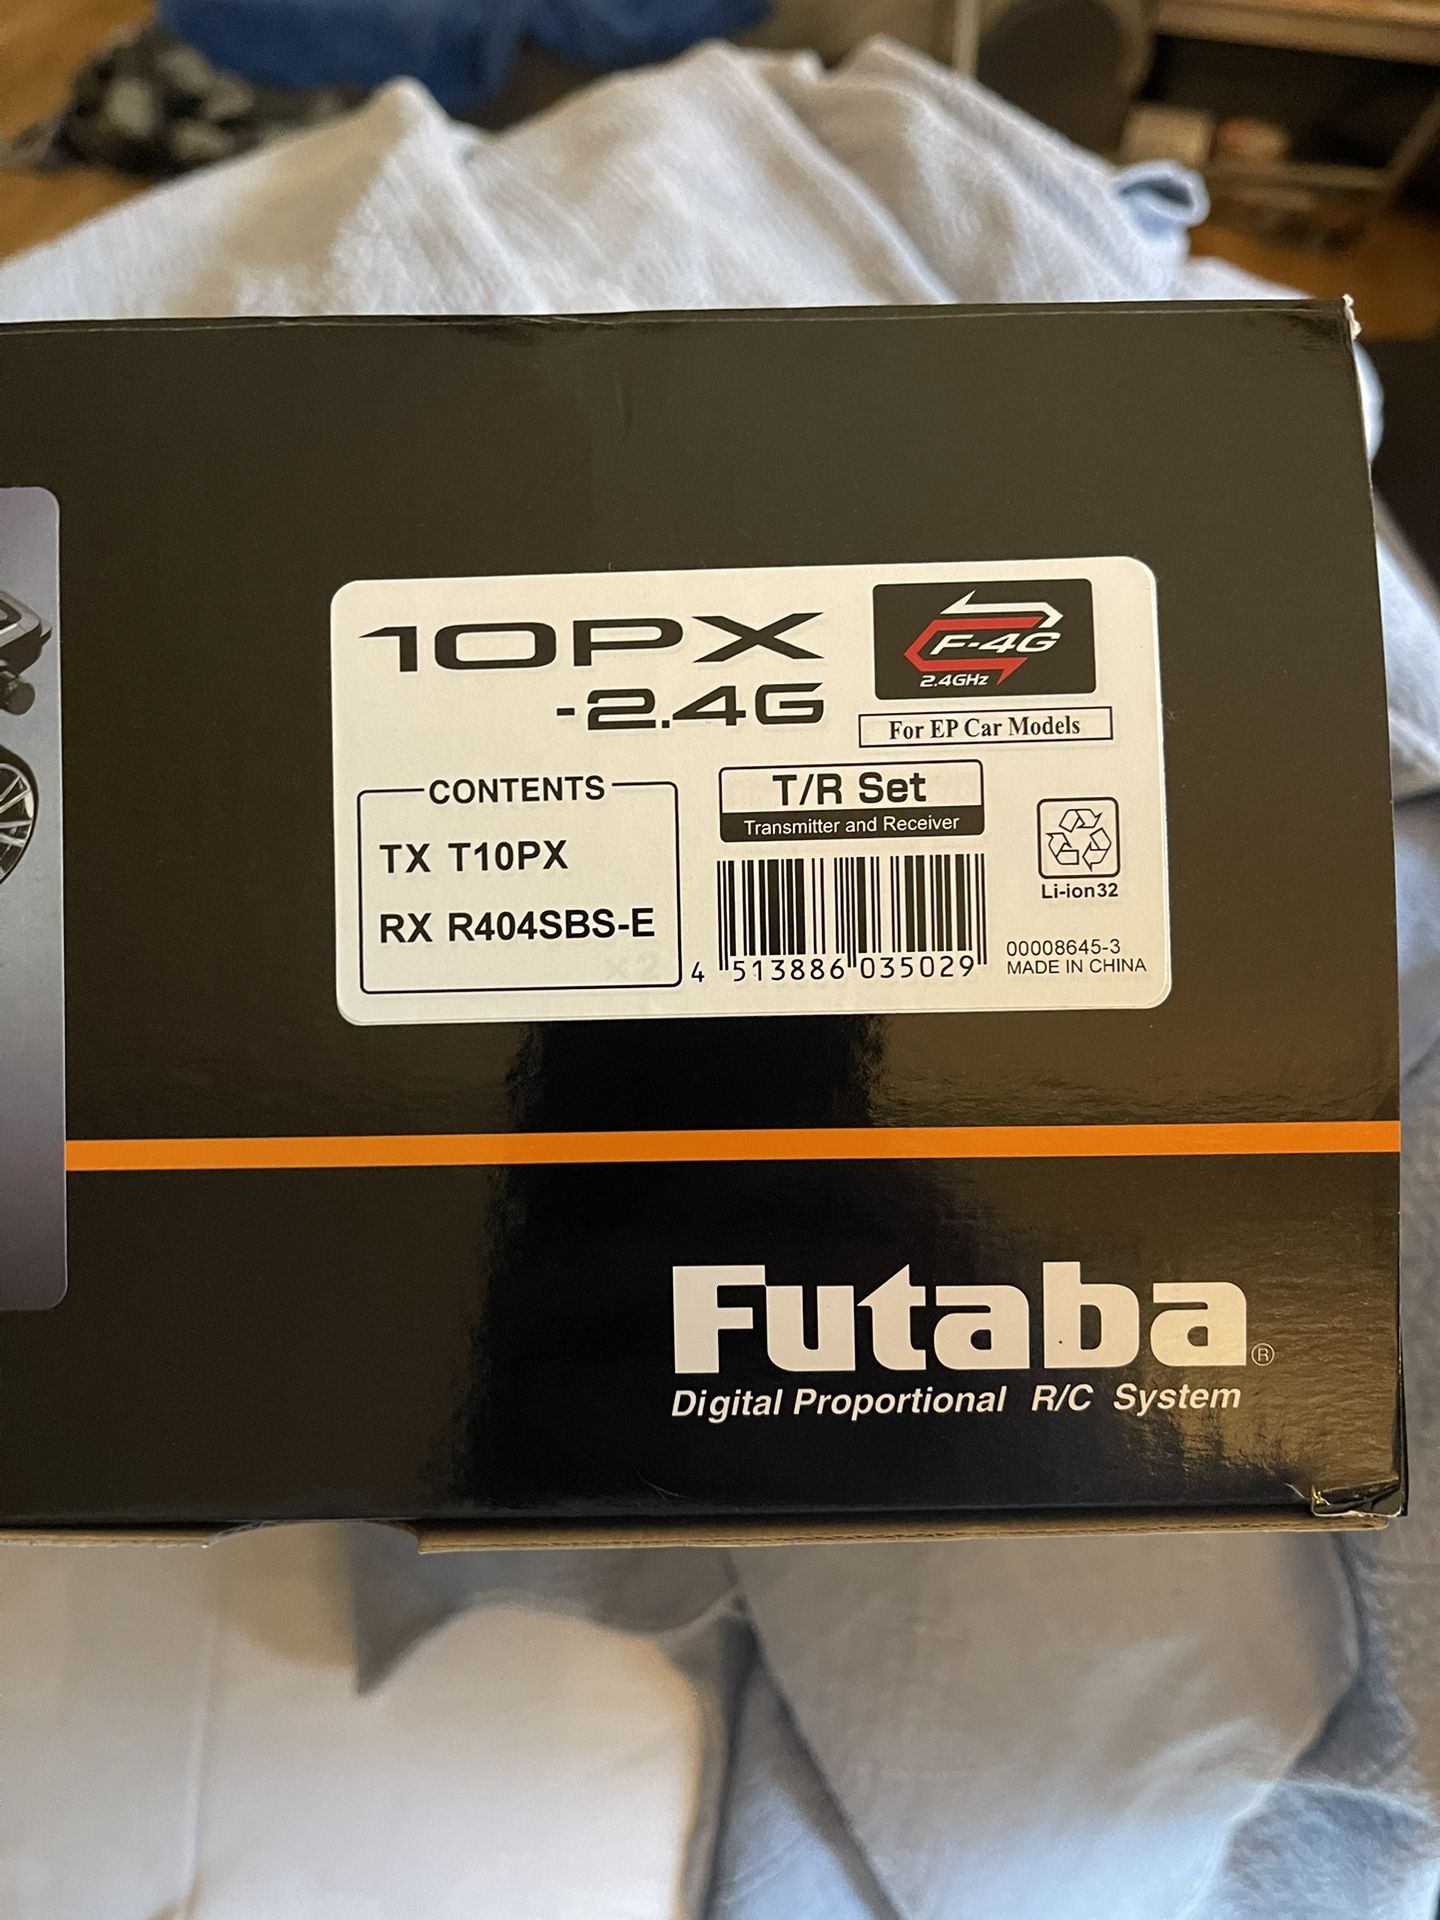 10PX
-2.4G
F-4G
2.4GHz
For EP Car Models
CONTENTS
TX T10PX
RX R404SBS-E
×2
T/R Set
Transmitter and Receiver
4 513886 035029
Li-ion32
00008645-3
MADE IN CHINA
Futaba®
Digital Proportional R/C System